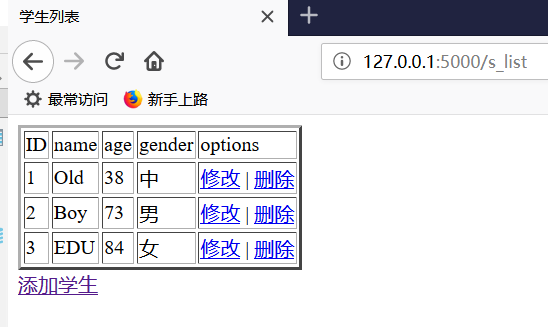 学生列表
127.0.0.1:5000/s_list
最常访问 新手上路
ID name age gender options
1 Old 38 中 修改 | 删除
2 Boy 73 男 修改 | 删除
3 EDU 84 女 修改 | 删除
添加学生